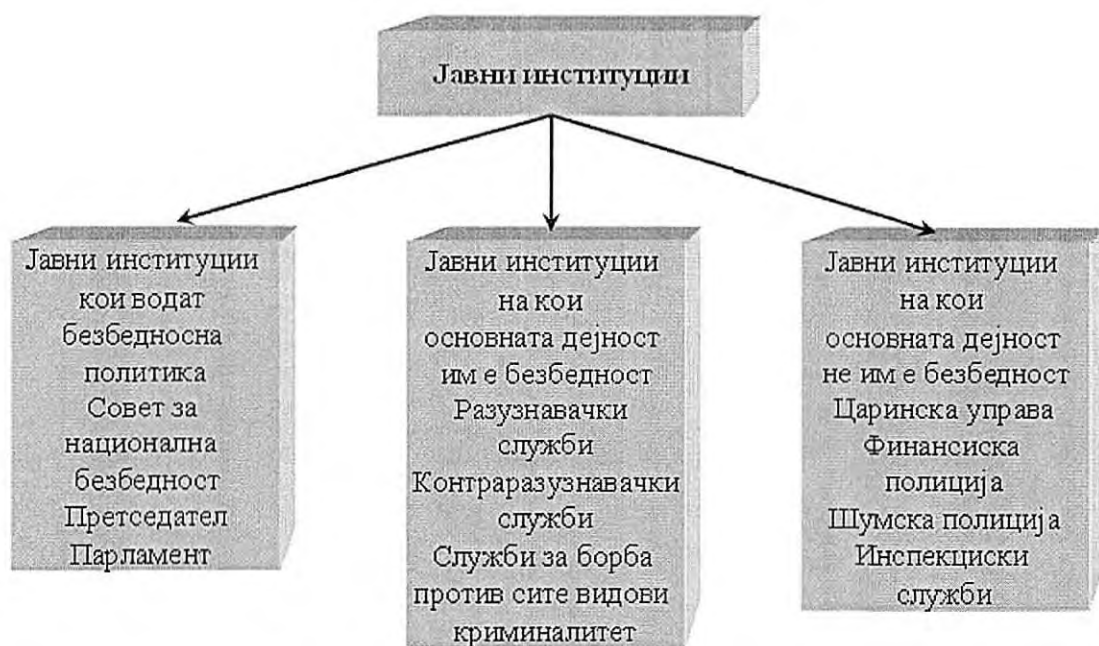 Јавни институции
Јавни институции
кои водат
безбедносна
политика
Совет за
национална
безбедност
Претседател
Парламент
Јавни институции
на кои
основната дејност
им е безбедност
Разузнавачки
служби
Контраразузнавачки
служби
Служби за борба
против сите видови
криминалитет
Јавни институции
на кои
основната дејност
не им е безбедност
Царинска управа
Финансиска
полиција
Шумска полиција
Инспекциски
служби